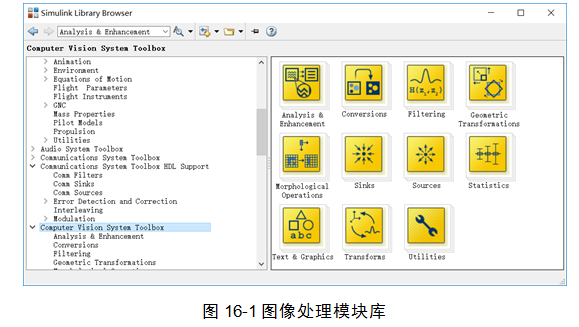 Simulink Library Browser
Analysis & Enhancement
Computer Vision System Toolbox
Animation
Environment
Equations of Motion
Flight Parameters
Flight Instruments
GNC
Mass Properties
Pilot Models
Propulsion
Utilities
Audio System Toolbox
Communications System Toolbox
Communications System Toolbox HDL Support
Comm Filters
Comm Sinks
Comm Sources
Error Detection and Correction
Interleaving
Modulation
Computer Vision System Toolbox
Analysis & Enhancement
Conversions
Filtering
Geometric Transformations
H(z₁,z₂)
Analysis &
Enhancement
Conversions
Filtering
Geometric
Transformations
Morphological
Operations
Sinks
Sources
Statistics
abc
Text & Graphics
Transforms
Utilities
图 16-1 图像处理模块库